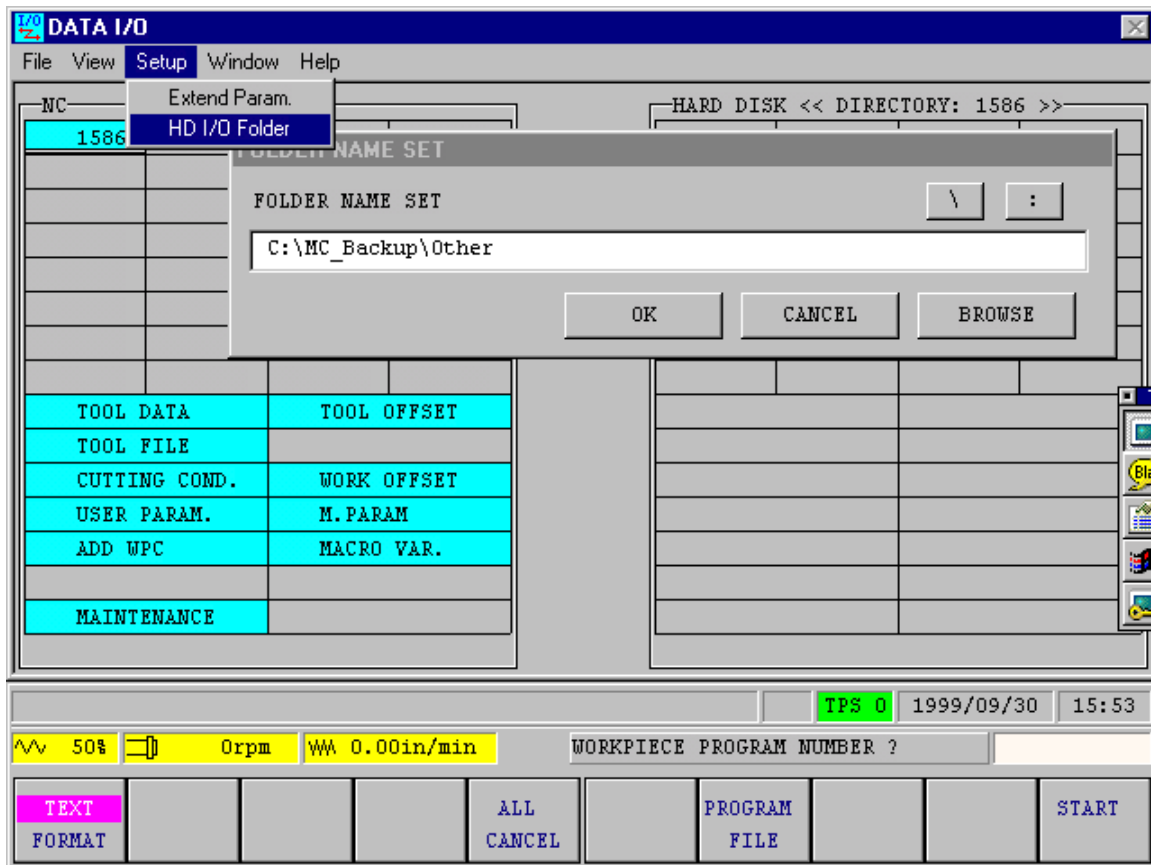 I/O DATA I/O
File View Setup Window Help
Extend Param.
HD I/O Folder
NC
HARD DISK << DIRECTORY: 1586 >>
1586
FOLDER NAME SET
FOLDER NAME SET \ :
C:\MC_Backup\Other
OK CANCEL BROWSE
TOOL DATA TOOL OFFSET
TOOL FILE
CUTTING COND. WORK OFFSET
USER PARAM. M.PARAM
ADD WPC MACRO VAR.
MAINTENANCE
TPS 0 1999/09/30 15:53
50% 0rpm 0.00in/min WORKPIECE PROGRAM NUMBER ?
TEXT FORMAT
ALL CANCEL
PROGRAM FILE
START